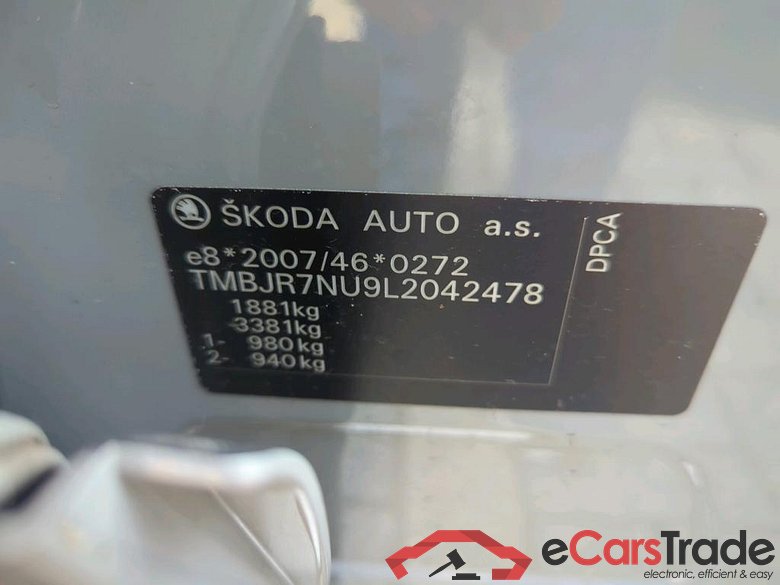 ŠKODA AUTO a.s.
e8*2007/46*0272
TMBJR7NU9L2042478
1881kg
3381kg
1- 980kg
2- 940kg
DPCA
eCarsTrade
electronic, efficient & easy